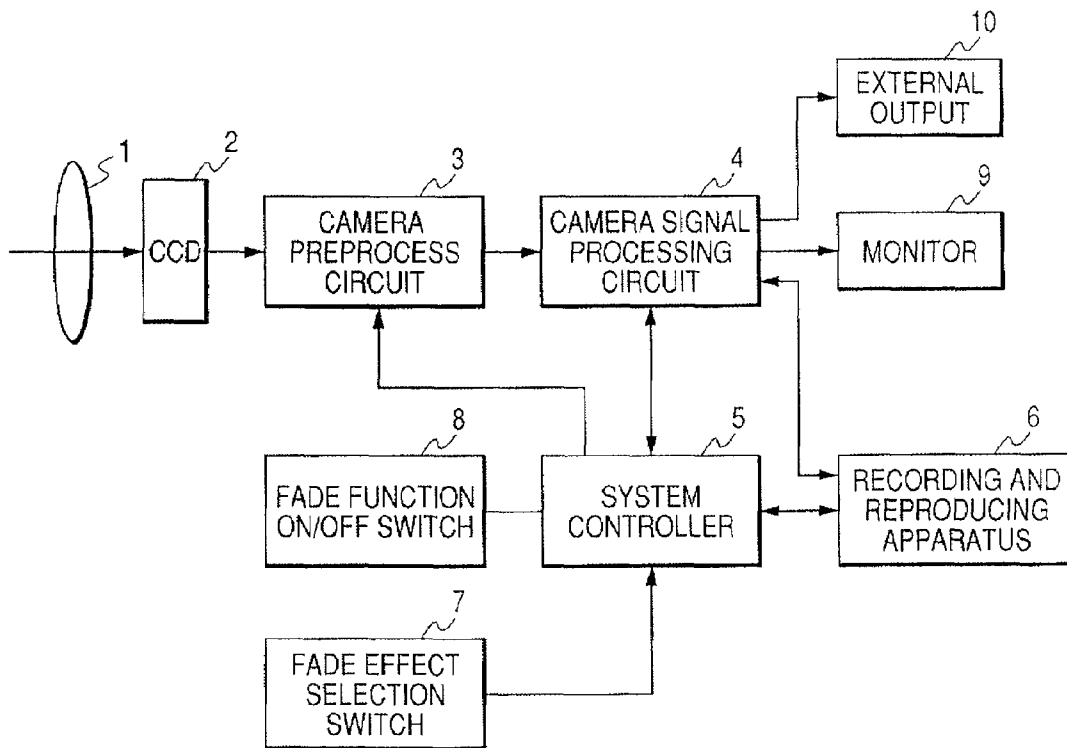 10
EXTERNAL
OUTPUT
1
2
CCD
3
CAMERA
PREPROCESS
CIRCUIT
4
CAMERA SIGNAL
PROCESSING
CIRCUIT
9
MONITOR
8
FADE FUNCTION
ON/OFF SWITCH
5
SYSTEM
CONTROLLER
6
RECORDING AND
REPRODUCING
APPARATUS
7
FADE EFFECT
SELECTION
SWITCH